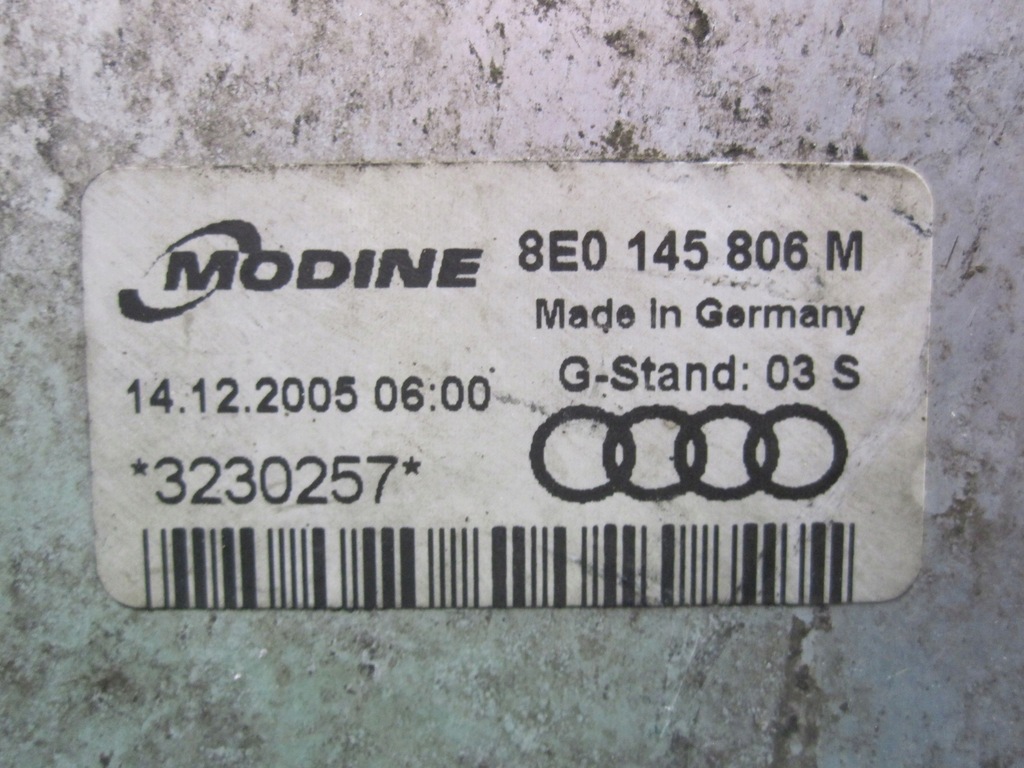 MODINE
8E0 145 806 M
Made In Germany
G-Stand: 03 S
14.12.2005 06:00
*3230257*